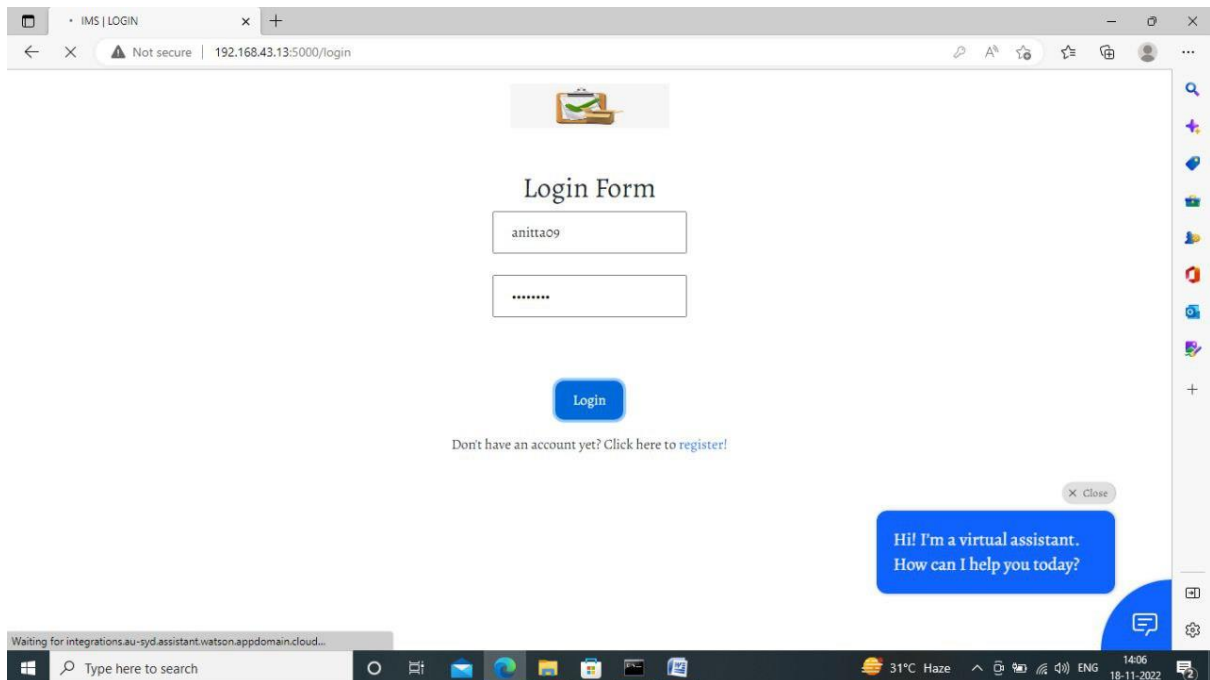 IMS | LOGIN
Not secure | 192.168.43.13:5000/login
Login Form
anitta09
••••••••
Login
Don't have an account yet? Click here to register!
× Close
Hi! I'm a virtual assistant.
How can I help you today?
Waiting for integrations.au-syd.assistant.watson.appdomain.cloud...
Type here to search
31°C Haze
ENG
14:06
18-11-2022
2